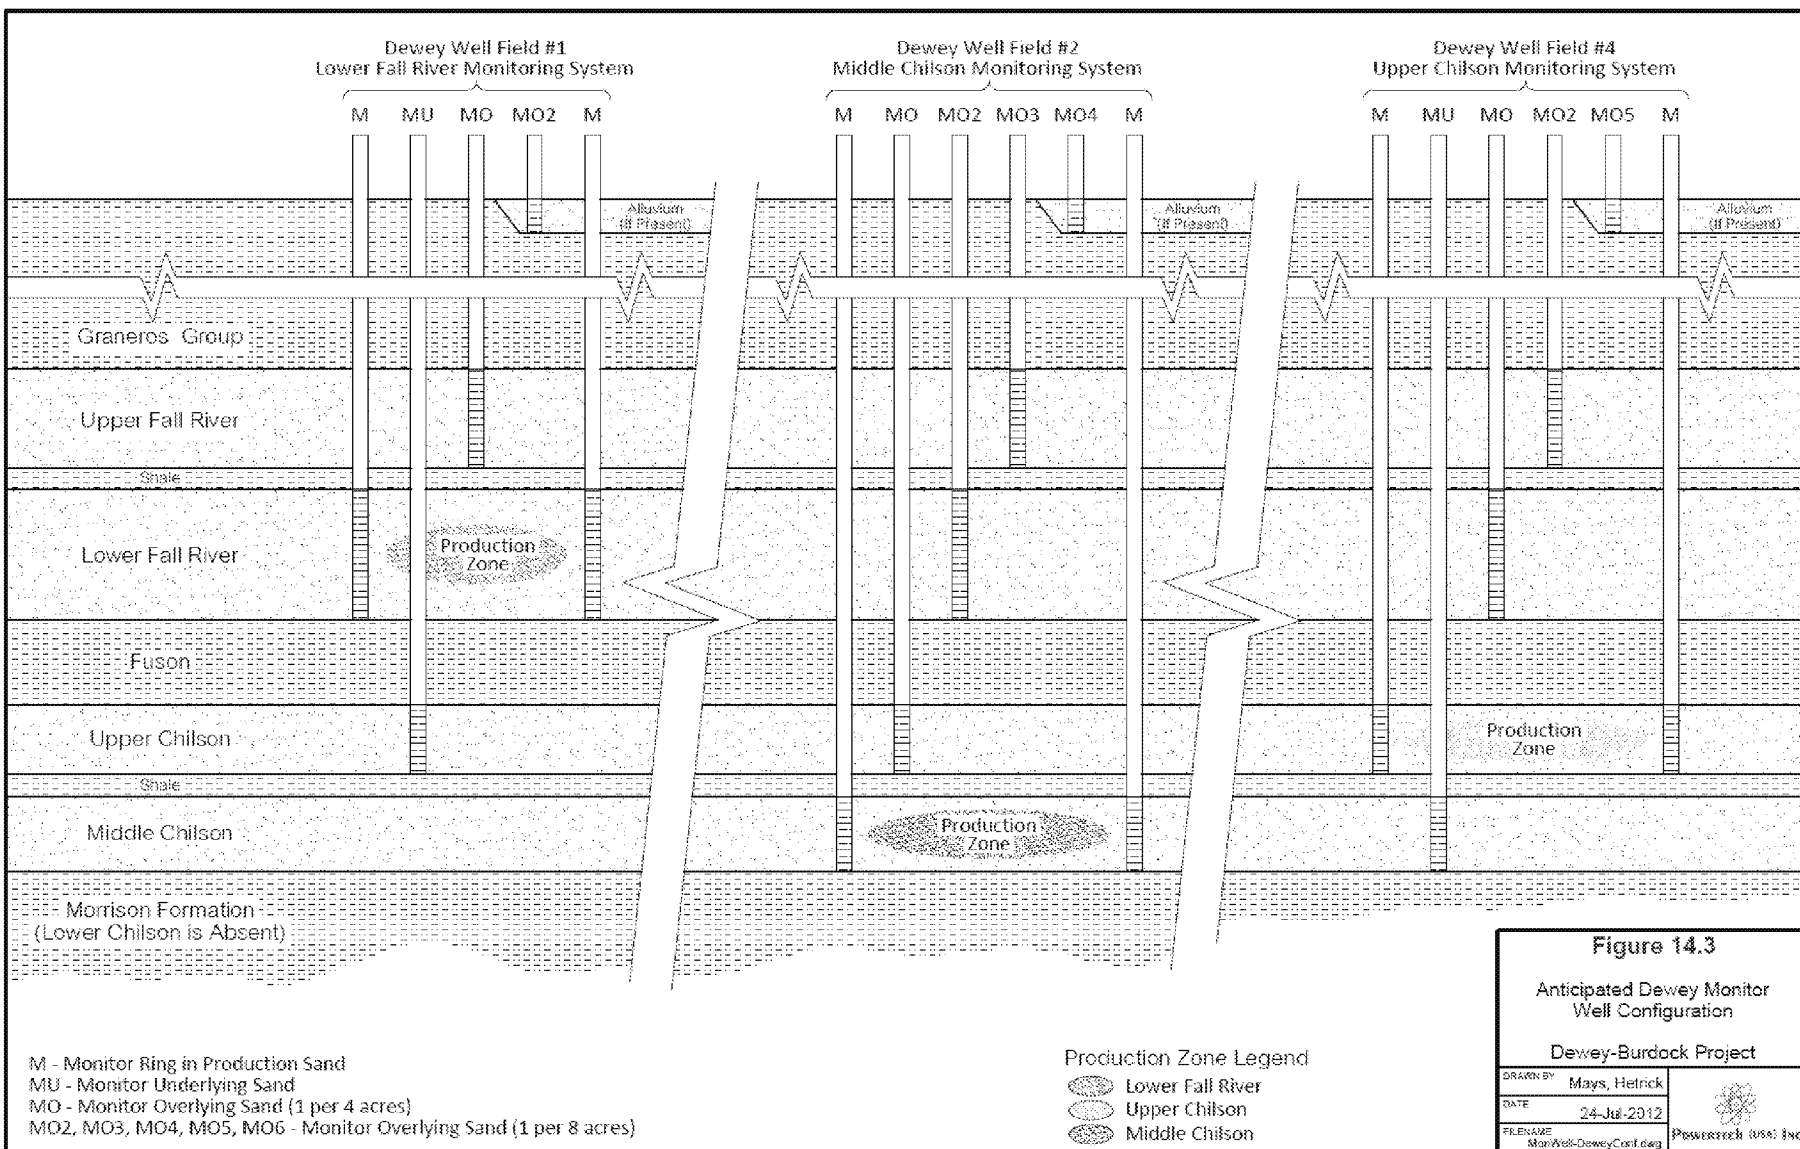 Dewey Well Field #1
Lower Fall River Monitoring System
M MU MO MO2 M
Dewey Well Field #2
Middle Chilson Monitoring System
M MO MO2 MO3 MO4 M
Dewey Well Field #4
Upper Chilson Monitoring System
M MU MO MO2 MO5 M
Alluvium
(If Present)
Alluvium
(If Present)
Alluvium
(If Present)
Graneros Group
Upper Fall River
Shale
Lower Fall River
Production
Zone
Fuson
Upper Chilson
Production
Zone
Shale
Middle Chilson
Production
Zone
Morrison Formation
(Lower Chilson is Absent)
M - Monitor Ring in Production Sand
MU - Monitor Underlying Sand
MO - Monitor Overlying Sand (1 per 4 acres)
MO2, MO3, MO4, MO5, MO6 - Monitor Overlying Sand (1 per 8 acres)
Production Zone Legend
Lower Fall River
Upper Chilson
Middle Chilson
Figure 14.3
Anticipated Dewey Monitor
Well Configuration
Dewey-Burdock Project
DRAWN BY Mays, Hetrick
DATE 24-Jul-2012
FILENAME MonWell-DeweyConf.dwg
Powertech (USA) Inc